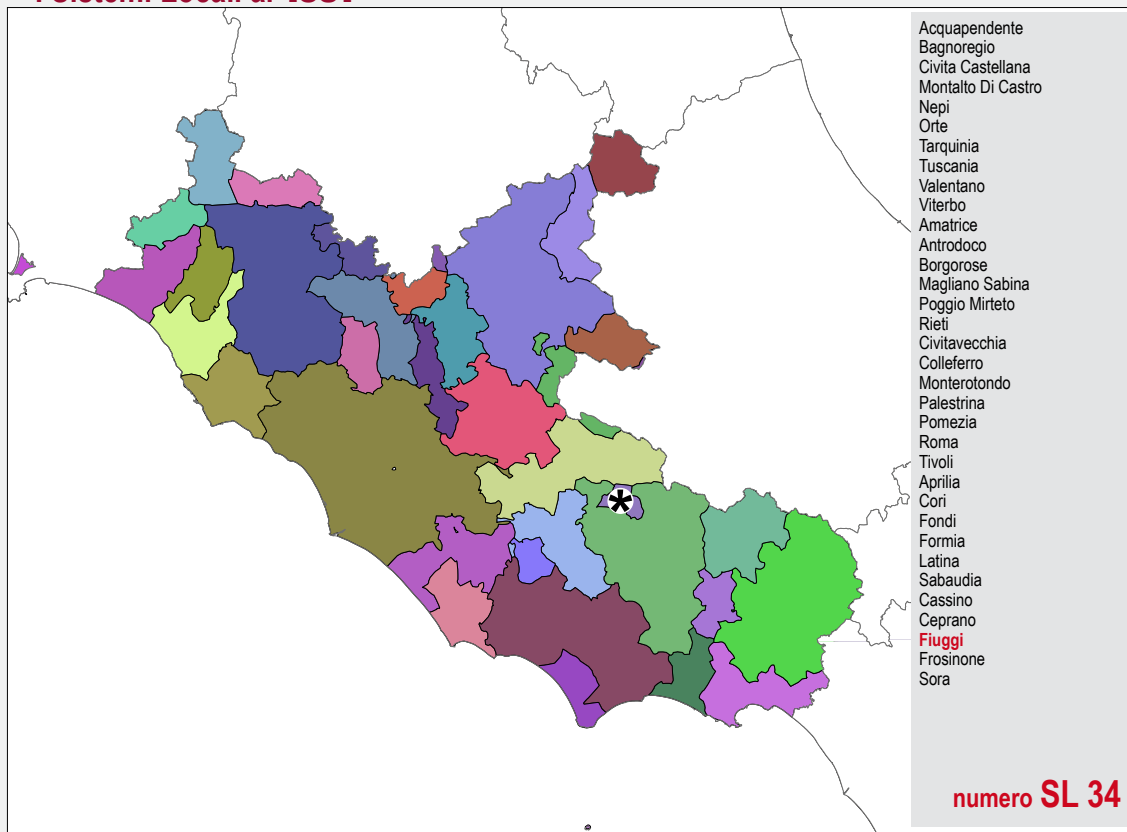 Acquapendente
Bagnoregio
Civita Castellana
Montalto Di Castro
Nepi
Orte
Tarquinia
Tuscania
Valentano
Viterbo
Amatrice
Antrodoco
Borgorose
Magliano Sabina
Poggio Mirteto
Rieti
Civitavecchia
Colleferro
Monterotondo
Palestrina
Pomezia
Roma
Tivoli
Aprilia
Cori
Fondi
Formia
Latina
Sabaudia
Cassino
Ceprano
Fiuggi
Frosinone
Sora
numero SL 34
*